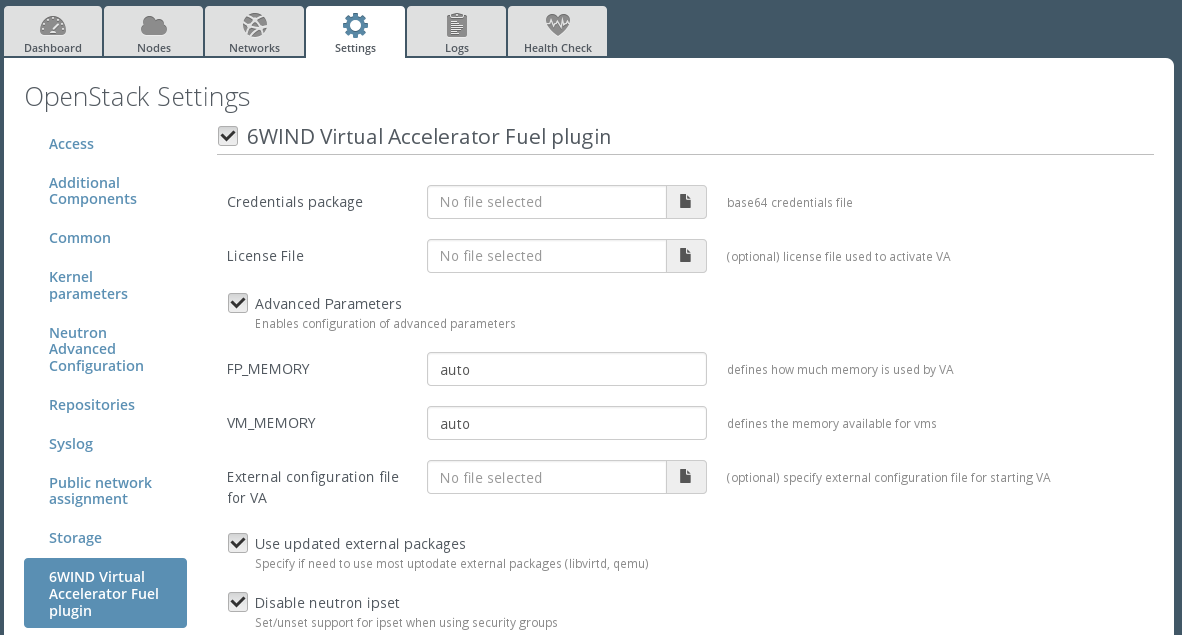 Dashboard
Nodes
Networks
Settings
Logs
Health Check
OpenStack Settings
Access
Additional
Components
Common
Kernel
parameters
Neutron
Advanced
Configuration
Repositories
Syslog
Public network
assignment
Storage
6WIND Virtual
Accelerator Fuel
plugin
6WIND Virtual Accelerator Fuel plugin
Credentials package
No file selected
base64 credentials file
License File
No file selected
(optional) license file used to activate VA
Advanced Parameters
Enables configuration of advanced parameters
FP_MEMORY
auto
defines how much memory is used by VA
VM_MEMORY
auto
defines the memory available for vms
External configuration file
for VA
No file selected
(optional) specify external configuration file for starting VA
Use updated external packages
Specify if need to use most uptodate external packages (libvirtd, qemu)
Disable neutron ipset
Set/unset support for ipset when using security groups